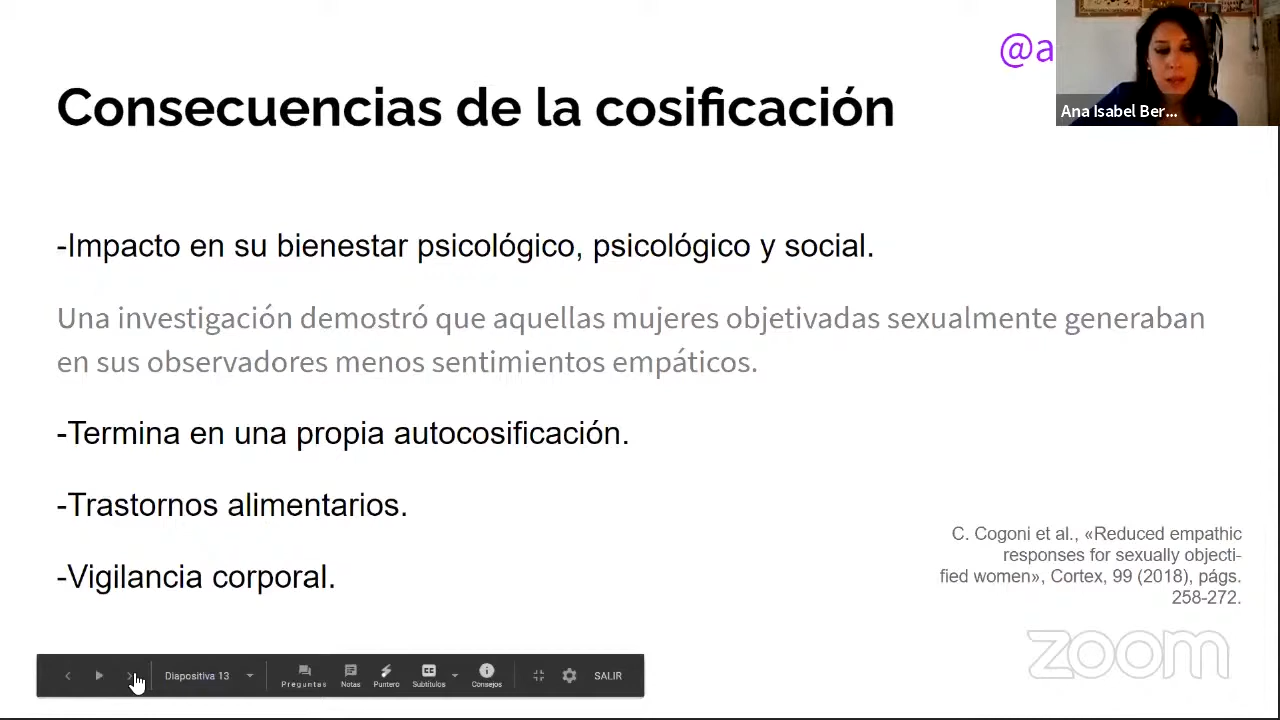 @a
Ana Isabel Ber...
Consecuencias de la cosificación
-Impacto en su bienestar psicológico, psicológico y social.
Una investigación demostró que aquellas mujeres objetivadas sexualmente generaban
en sus observadores menos sentimientos empáticos.
-Termina en una propia autocosificación.
-Trastornos alimentarios.
-Vigilancia corporal.
C. Cogoni et al., «Reduced empathic
responses for sexually objecti-
fied women», Cortex, 99 (2018), págs.
258-272.
zoom
Diapositiva 13 Preguntas Notas Puntero Subtítulos Consejos SALIR